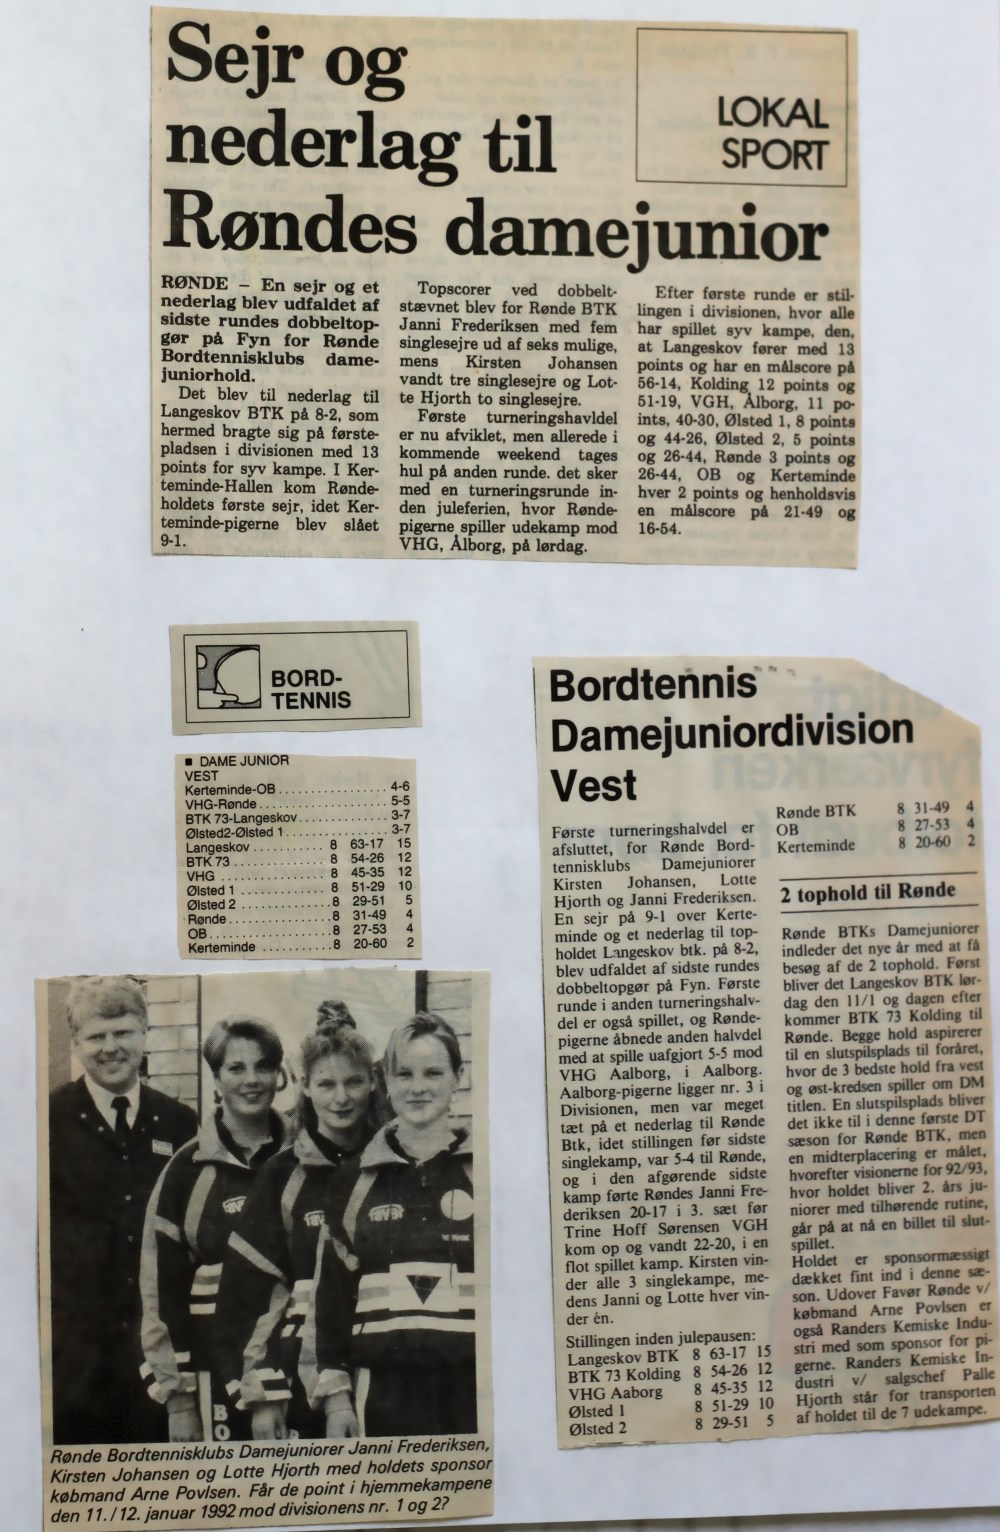 Sejr og
nederlag til
Røndes damejunior
LOKAL
SPORT
RØNDE – En sejr og et
nederlag blev udfaldet af
sidste rundes dobbeltop-
gør på Fyn for Rønde
Bordtennisklubs dame-
juniorhold.
Det blev til nederlag til
Langeskov BTK på 8-2, som
hermed bragte sig på første-
pladsen i divisionen med 13
points for syv kampe. I Ker-
teminde-Hallen kom Rønde-
holdets første sejr, idet Ker-
teminde-pigerne blev slået
9-1.
Topscorer ved dobbelt-
stævnet blev for Rønde BTK
Janni Frederiksen med fem
singlesejre ud af seks mulige,
mens Kirsten Johansen
vandt tre singlesejre og Lot-
te Hjorth to singlesejre.
Første turneringshavldel
er nu afviklet, men allerede i
kommende weekend tages
hul på anden runde. det sker
med en turneringsrunde in-
den juleferien, hvor Rønde-
pigerne spiller udekamp mod
VHG, Ålborg, på lørdag.
Efter første runde er stil-
lingen i divisionen, hvor alle
har spillet syv kampe, den,
at Langeskov fører med 13
points og har en målscore på
56-14, Kolding 12 points og
51-19, VGH, Ålborg, 11 po-
ints, 40-30, Ølsted 1, 8 points
og 44-26, Ølsted 2, 5 points
og 26-44, Rønde 3 points og
26-44, OB og Kerteminde
hver 2 points og henholdsvis
en målscore på 21-49 og
16-54.
BORD-
TENNIS
■ DAME JUNIOR
VEST
Kerteminde-OB ................ 4-6
VHG-Rønde ................... 5-5
BTK 73-Langeskov ............. 3-7
Ølsted2-Ølsted 1 ............... 3-7
Langeskov .......... 8 63-17 15
BTK 73 ............. 8 54-26 12
VHG ................ 8 45-35 12
Ølsted 1 ............ 8 51-29 10
Ølsted 2 ............ 8 29-51 5
Rønde .............. 8 31-49 4
OB ................. 8 27-53 4
Kerteminde ......... 8 20-60 2
BO
Rønde Bordtennisklubs Damejuniorer Janni Frederiksen,
Kirsten Johansen og Lotte Hjorth med holdets sponsor
købmand Arne Povlsen. Får de point i hjemmekampene
den 11./12. januar 1992 mod divisionens nr. 1 og 2?
Bordtennis
Damejuniordivision
Vest
Første turneringshalvdel er
afsluttet, for Rønde Bord-
tennisklubs Damejuniorer
Kirsten Johansen, Lotte
Hjorth og Janni Frederiksen.
En sejr på 9-1 over Kerte-
minde og et nederlag til top-
holdet Langeskov btk. på 8-2,
blev udfaldet af sidste rundes
dobbeltopgør på Fyn. Første
runde i anden turneringshalv-
del er også spillet, og Rønde-
pigerne åbnede anden halvdel
med at spille uafgjort 5-5 mod
VHG Aalborg, i Aalborg.
Aalborg-pigerne ligger nr. 3 i
Divisionen, men var meget
tæt på et nederlag til Rønde
Btk, idet stillingen før sidste
singlekamp, var 5-4 til Rønde,
og i den afgørende sidste
kamp førte Røndes Janni Fre-
deriksen 20-17 i 3. sæt før
Trine Hoff Sørensen VGH
kom op og vandt 22-20, i en
flot spillet kamp. Kirsten vin-
der alle 3 singlekampe, me-
dens Janni og Lotte hver vin-
der én.
Stillingen inden julepausen:
Langeskov BTK 8 63-17 15
BTK 73 Kolding 8 54-26 12
VHG Aaborg 8 45-35 12
Ølsted 1 8 51-29 10
Ølsted 2 8 29-51 5
Rønde BTK 8 31-49 4
OB 8 27-53 4
Kerteminde 8 20-60 2
2 tophold til Rønde
Rønde BTKs Damejuniorer
indleder det nye år med at få
besøg af de 2 tophold. Først
bliver det Langeskov BTK lør-
dag den 11/1 og dagen efter
kommer BTK 73 Kolding til
Rønde. Begge hold aspirerer
til en slutspilsplads til foråret,
hvor de 3 bedste hold fra vest
og øst-kredsen spiller om DM
titlen. En slutspilsplads bliver
det ikke til i denne første DT
sæson for Rønde BTK, men
en midterplacering er målet,
hvorefter visionerne for 92/93,
hvor holdet bliver 2. års ju-
niorer med tilhørende rutine,
går på at nå en billet til slut-
spillet.
Holdet er sponsormæssigt
dækket fint ind i denne sæ-
son. Udover Favør Rønde v/
købmand Arne Povlsen er
også Randers Kemiske Indu-
stri med som sponsor for pi-
gerne. Randers Kemiske In-
dustri v/ salgschef Palle
Hjorth står for transporten
af holdet til de 7 udekampe.